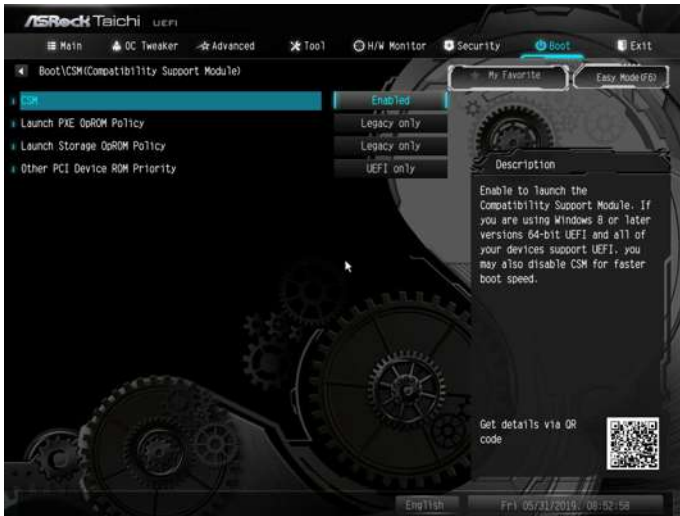 ASRock Taichi UEFI
Main
OC Tweaker
Advanced
Tool
H/W Monitor
Security
Boot
Exit
Boot\CSM(Compatibility Support Module)
My Favorite
Easy Mode(F6)
CSM
Enabled
Launch PXE OpROM Policy
Legacy only
Launch Storage OpROM Policy
Legacy only
Other PCI Device ROM Priority
UEFI only
Description
Enable to launch the
Compatibility Support Module. If
you are using Windows 8 or later
versions 64-bit UEFI and all of
your devices support UEFI, you
may also disable CSM for faster
boot speed.
Get details via QR
code
English
Fri 05/31/2019, 08:52:58